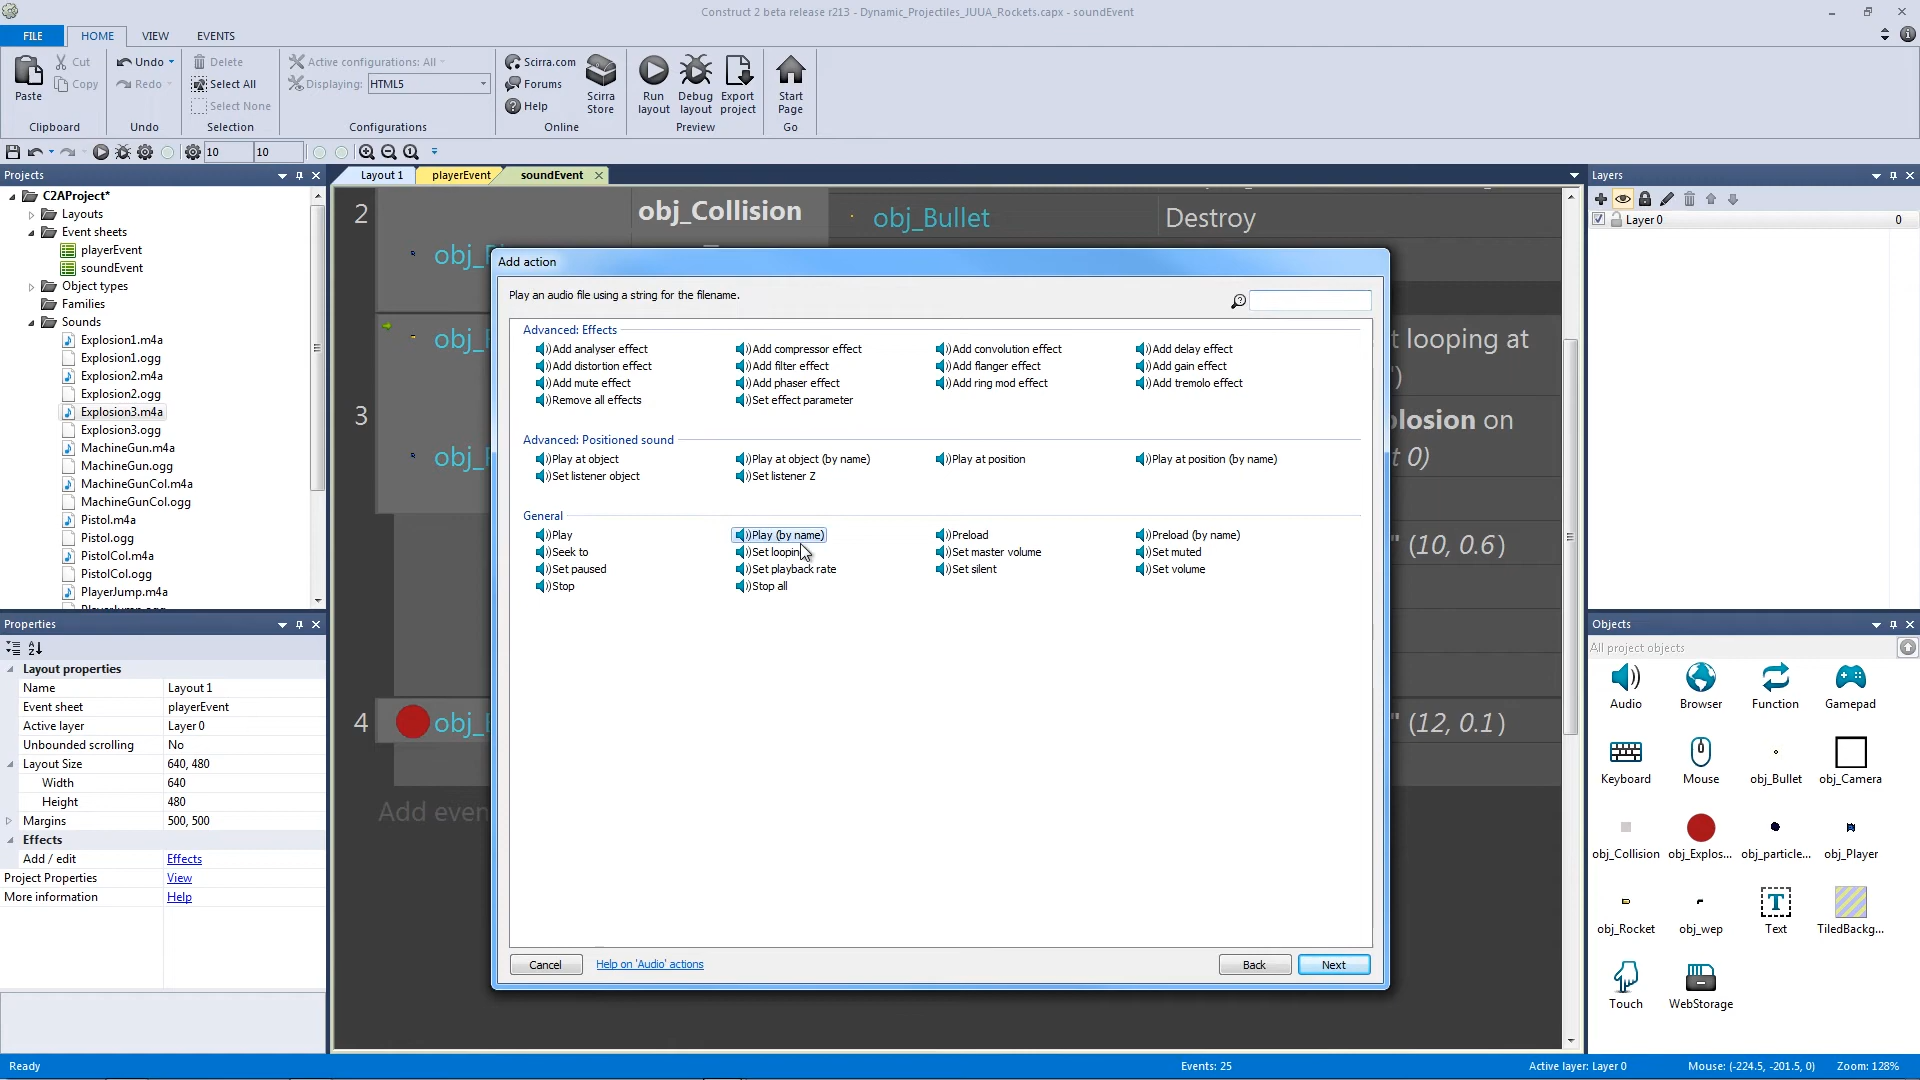 Construct 2 beta release r213 - Dynamic_Projectiles_JUUA_Rockets.capx - soundEvent
FILE HOME VIEW EVENTS
Paste
Cut
Copy
Clipboard
Undo
Redo
Undo
Delete
Select All
Select None
Selection
Active configurations: All
Displaying: HTML5
Configurations
Scirra.com
Forums
Help
Scirra Store
Online
Run layout
Debug layout
Export project
Preview
Start Page
Go
10 10
Projects
C2AProject*
Layouts
Event sheets
playerEvent
soundEvent
Object types
Families
Sounds
Explosion1.m4a
Explosion1.ogg
Explosion2.m4a
Explosion2.ogg
Explosion3.m4a
Explosion3.ogg
MachineGun.m4a
MachineGun.ogg
MachineGunCol.m4a
MachineGunCol.ogg
Pistol.m4a
Pistol.ogg
PistolCol.m4a
PistolCol.ogg
PlayerJump.m4a
Properties
Layout properties
Name Layout 1
Event sheet playerEvent
Active layer Layer 0
Unbounded scrolling No
Layout Size 640, 480
Width 640
Height 480
Margins 500, 500
Effects
Add / edit Effects
Project Properties View
More information Help
Layout 1 playerEvent soundEvent
2 obj_Collision obj_Bullet Destroy
obj_
obj_ t looping at
)
3 plosion on
obj_ t 0)
" (10, 0.6)
4 obj_ " (12, 0.1)
Add even
Add action
Play an audio file using a string for the filename.
Advanced: Effects
Add analyser effect Add compressor effect Add convolution effect Add delay effect
Add distortion effect Add filter effect Add flanger effect Add gain effect
Add mute effect Add phaser effect Add ring mod effect Add tremolo effect
Remove all effects Set effect parameter
Advanced: Positioned sound
Play at object Play at object (by name) Play at position Play at position (by name)
Set listener object Set listener Z
General
Play Play (by name) Preload Preload (by name)
Seek to Set looping Set master volume Set muted
Set paused Set playback rate Set silent Set volume
Stop Stop all
Cancel Help on 'Audio' actions Back Next
Layers
Layer 0 0
Objects
All project objects
Audio Browser Function Gamepad
Keyboard Mouse obj_Bullet obj_Camera
obj_Collision obj_Explos... obj_particle... obj_Player
obj_Rocket obj_wep Text TiledBackg...
Touch WebStorage
Ready Events: 25 Active layer: Layer 0 Mouse: (-224.5, -201.5, 0) Zoom: 128%